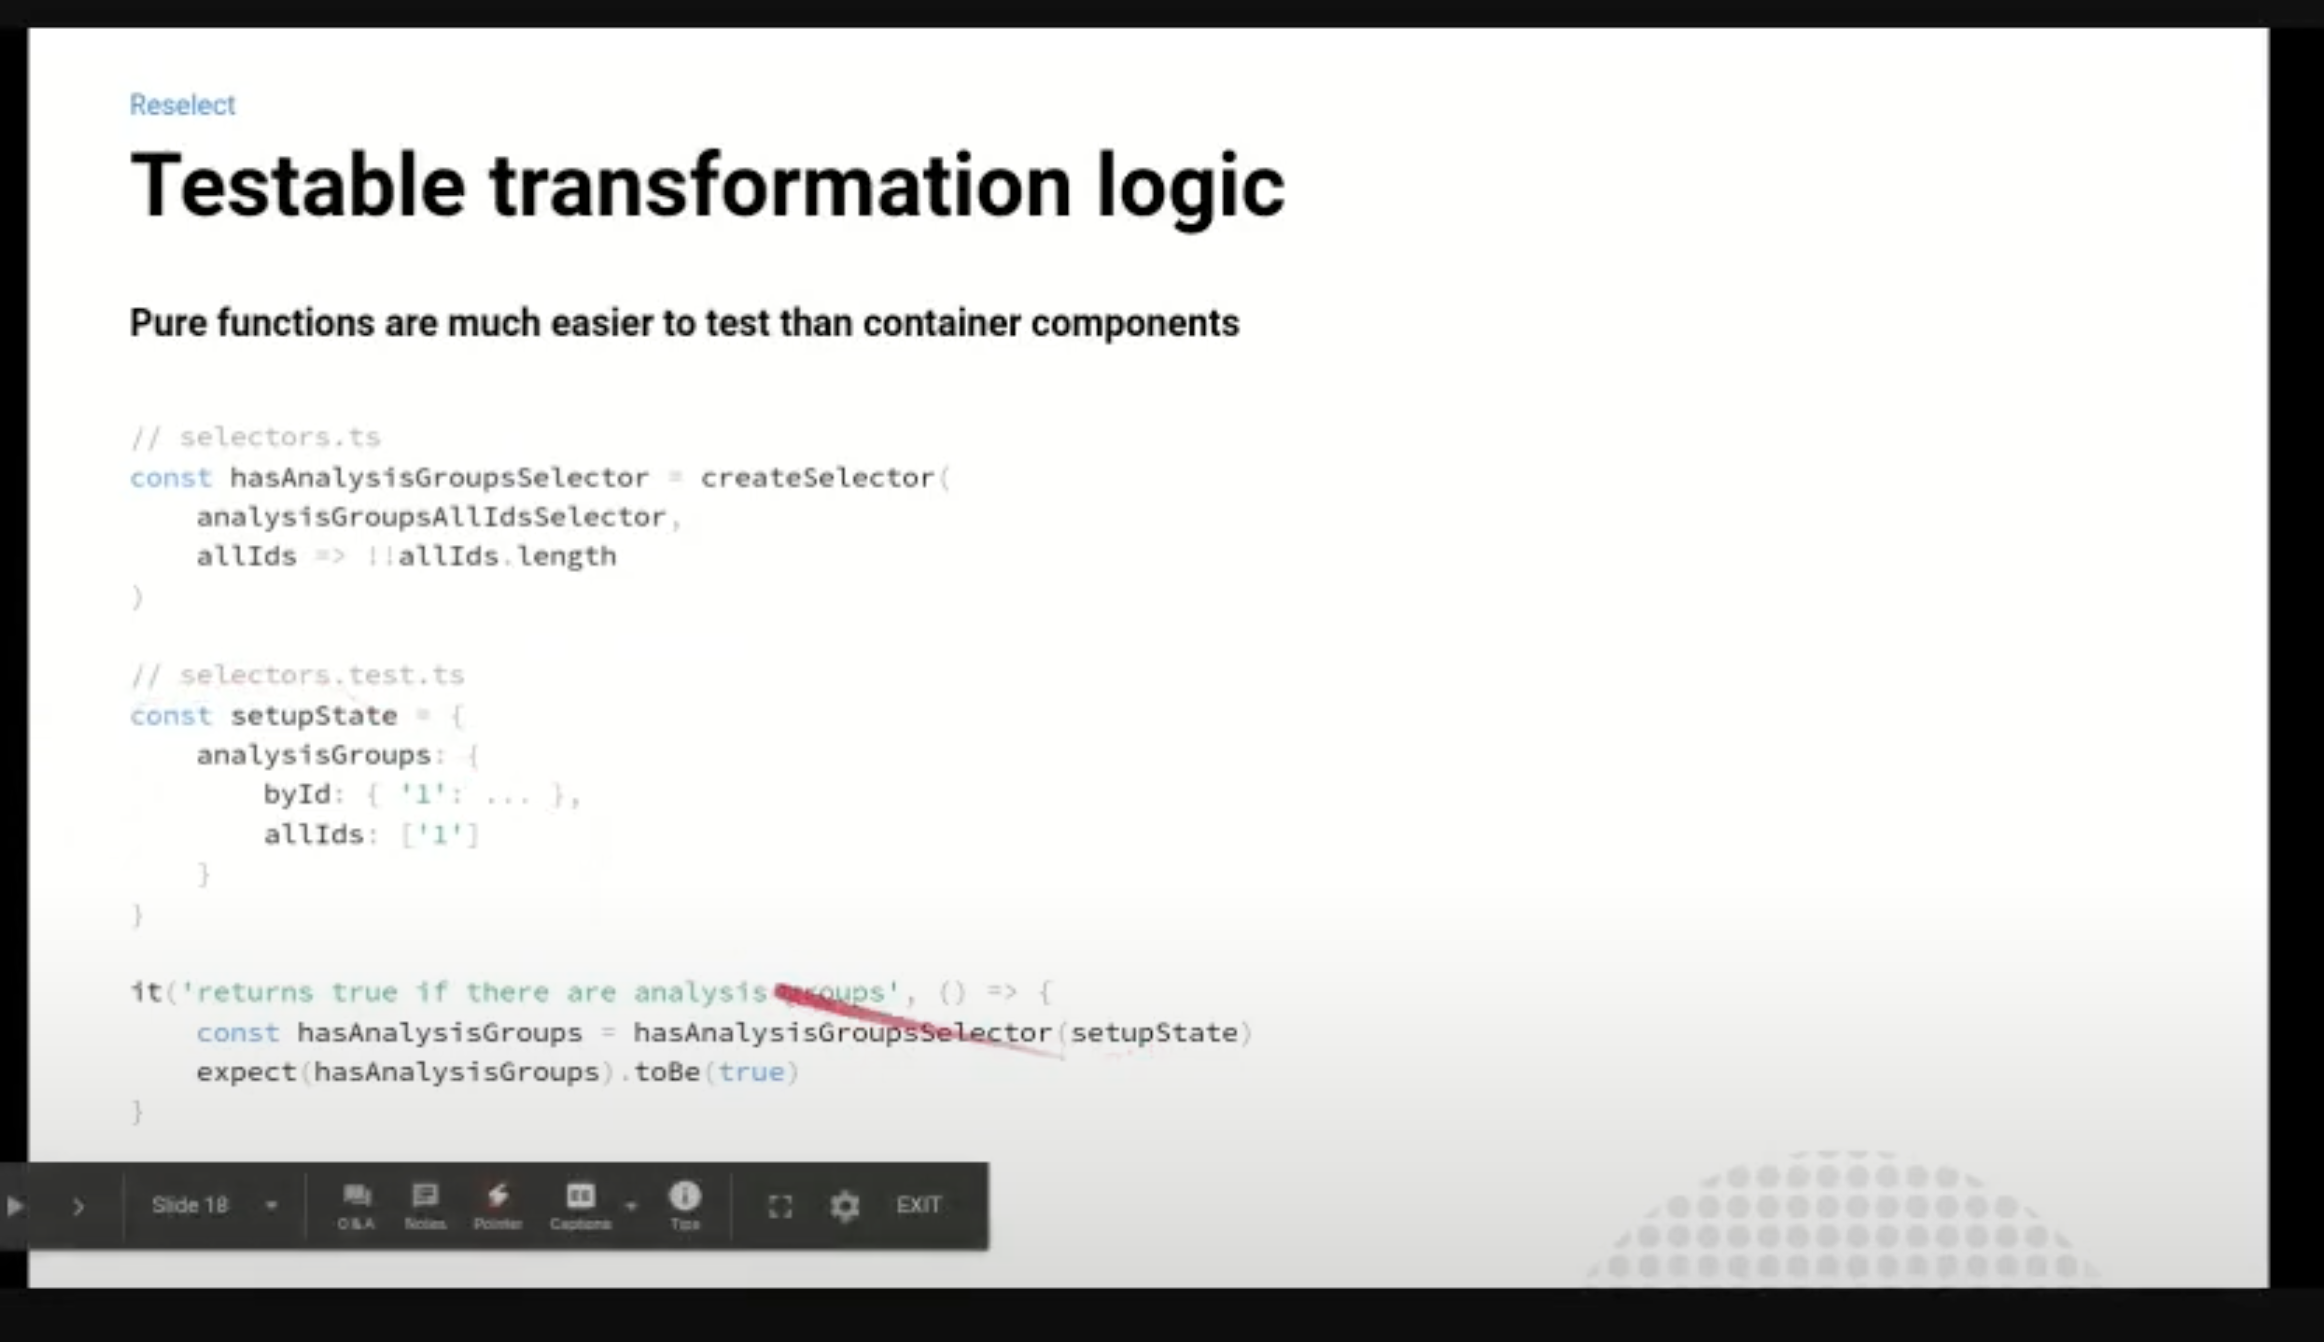 Reselect
Testable transformation logic
Pure functions are much easier to test than container components
// selectors.ts
const hasAnalysisGroupsSelector = createSelector(
    analysisGroupsAllIdsSelector,
    allIds => !!allIds.length
)
// selectors.test.ts
const setupState = {
    analysisGroups: {
        byId: { '1': ... },
        allIds: ['1']
    }
}
it('returns true if there are analysis groups', () => {
    const hasAnalysisGroups = hasAnalysisGroupsSelector(setupState)
    expect(hasAnalysisGroups).toBe(true)
}
Slide 18
Q&A Notes Pointer Captions Tips
EXIT